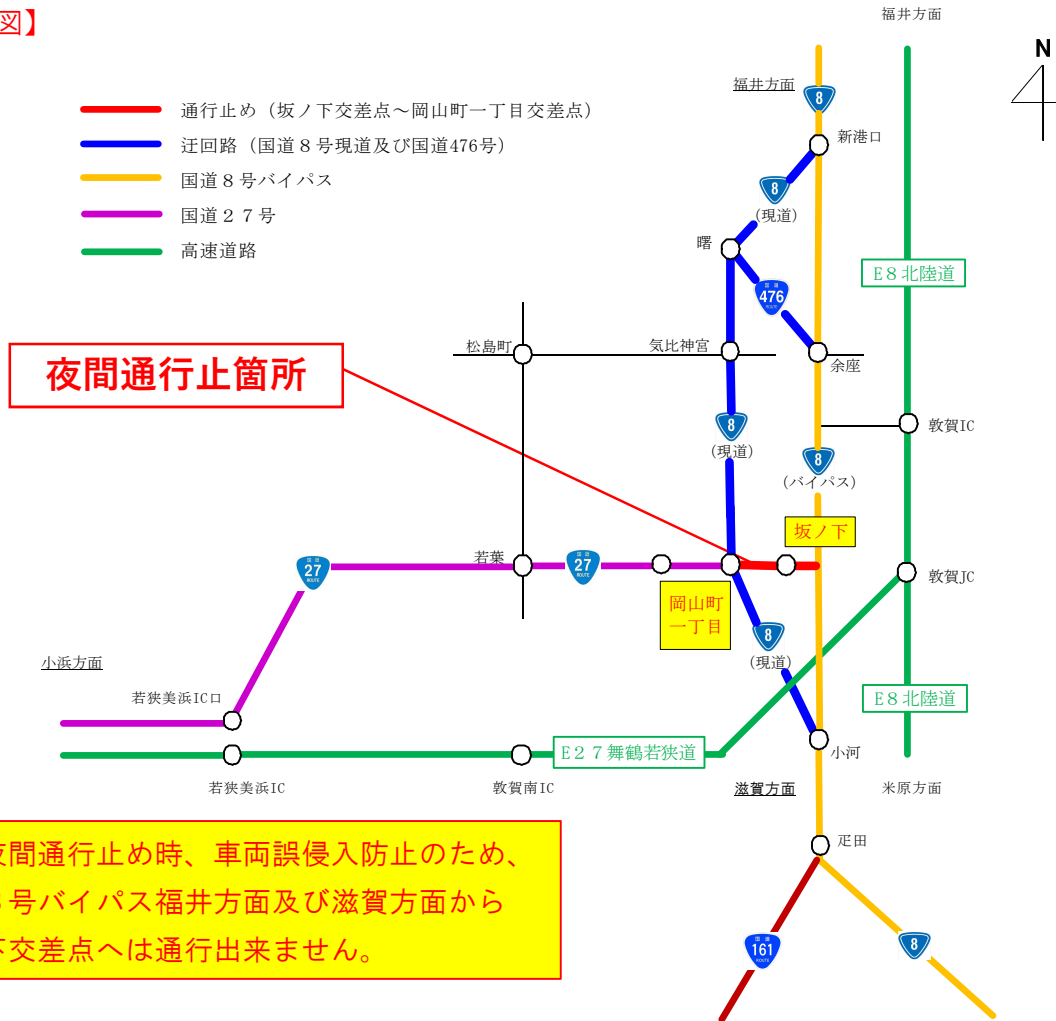 図】
福井方面
N
福井方面
8
通行止め（坂ノ下交差点～岡山町一丁目交差点）
新港口
迂回路（国道８号現道及び国道476号）
国道８号バイパス
8
(現道)
国道２７号
曙
高速道路
E８北陸道
476
ROUTE
夜間通行止箇所
松島町
気比神宮
余座
8
(現道)
敦賀IC
8
(バイパス)
坂ノ下
若葉
27
ROUTE
27
ROUTE
敦賀JC
岡山町
一丁目
8
(現道)
小浜方面
若狭美浜IC口
E８北陸道
E２７舞鶴若狭道
小河
若狭美浜IC
敦賀南IC
滋賀方面
米原方面
疋田
夜間通行止め時、車両誤侵入防止のため、
号バイパス福井方面及び滋賀方面から
下交差点へは通行出来ません。
161
ROUTE
8